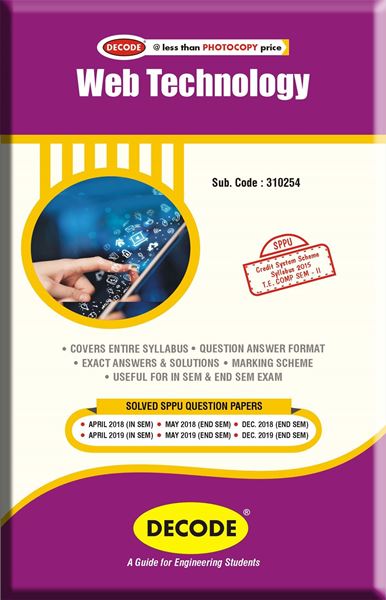 DECODE @ less than PHOTOCOPY price
Web Technology
Sub. Code : 310254
SPPU
Credit System Scheme
Syllabus 2015
T.E. COMP SEM - II
• COVERS ENTIRE SYLLABUS • QUESTION ANSWER FORMAT
• EXACT ANSWERS & SOLUTIONS • MARKING SCHEME
• USEFUL FOR IN SEM & END SEM EXAM
SOLVED SPPU QUESTION PAPERS
• APRIL 2018 (IN SEM) • MAY 2018 (END SEM) • DEC. 2018 (END SEM)
• APRIL 2019 (IN SEM) • MAY 2019 (END SEM) • DEC. 2019 (END SEM)
DECODE®
A Guide for Engineering Students